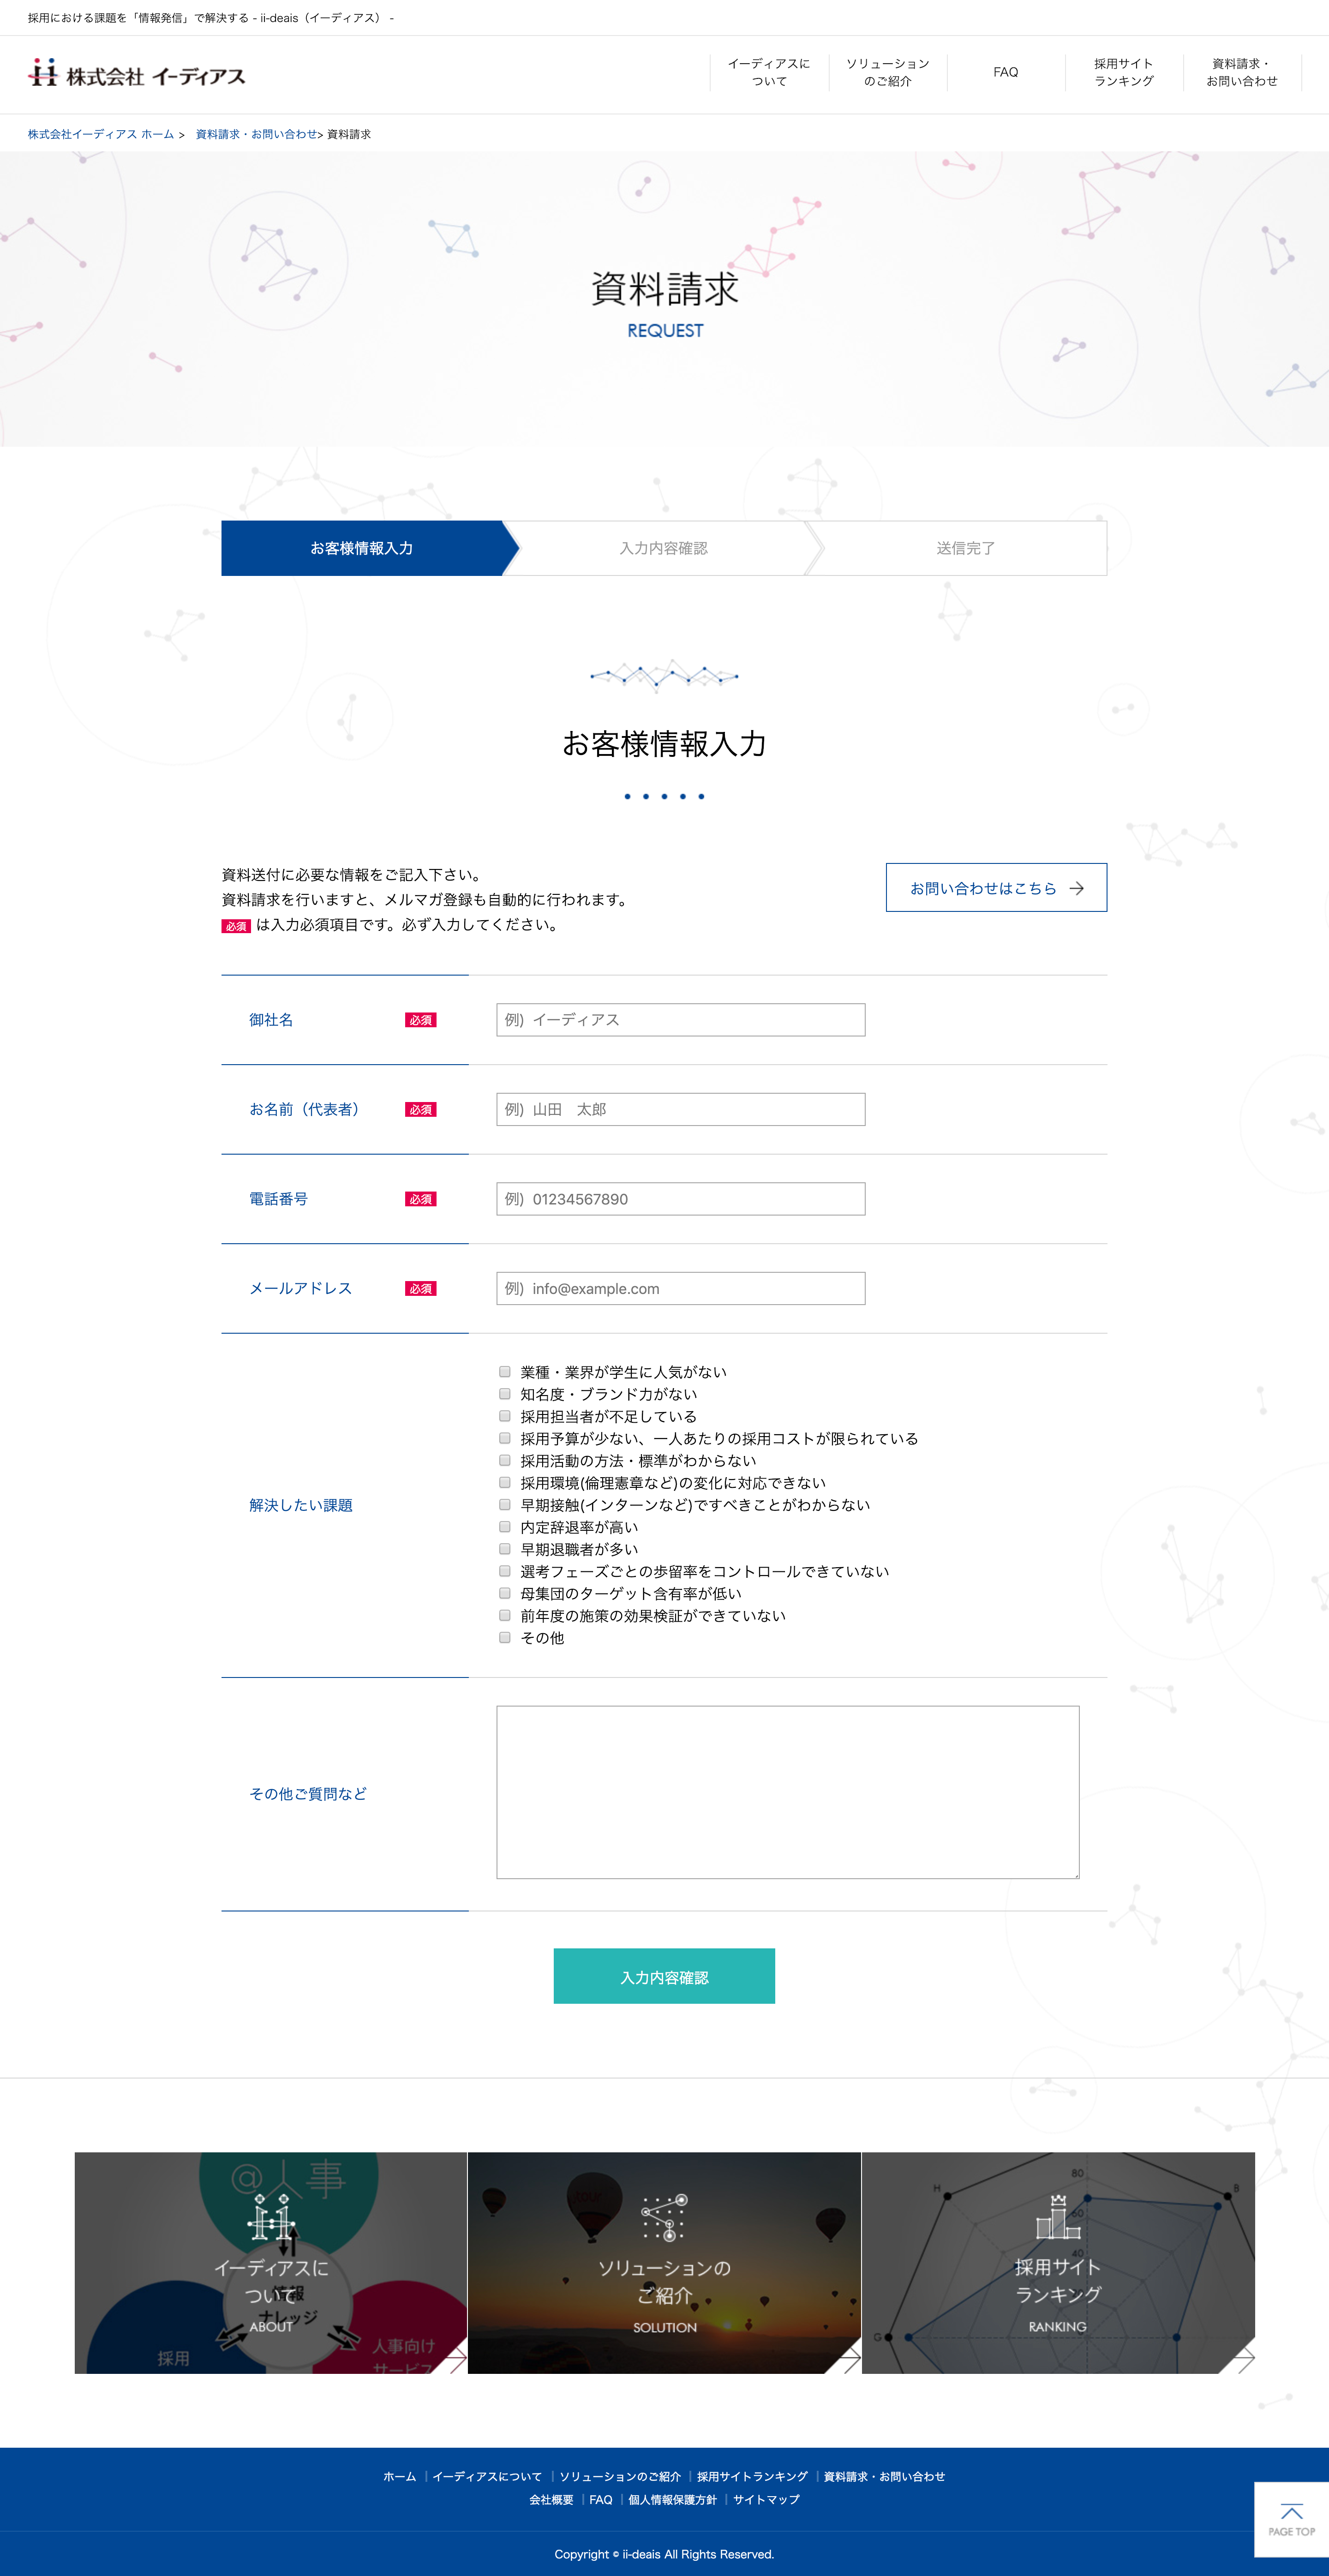 採用における課題を「情報発信」で解決する - ii-deais（イーディアス） -
株式会社 イーディアス
イーディアスに
ついて
ソリューション
のご紹介
FAQ
採用サイト
ランキング
資料請求・
お問い合わせ
株式会社イーディアス ホーム > 資料請求・お問い合わせ> 資料請求
資料請求
REQUEST
お客様情報入力
入力内容確認
送信完了
お客様情報入力
資料送付に必要な情報をご記入下さい。
資料請求を行いますと、メルマガ登録も自動的に行われます。
必須 は入力必須項目です。必ず入力してください。
お問い合わせはこちら
御社名 必須 例）イーディアス
お名前（代表者） 必須 例）山田　太郎
電話番号 必須 例）01234567890
メールアドレス 必須 例）info@example.com
解決したい課題
業種・業界が学生に人気がない
知名度・ブランド力がない
採用担当者が不足している
採用予算が少ない、一人あたりの採用コストが限られている
採用活動の方法・標準がわからない
採用環境(倫理憲章など)の変化に対応できない
早期接触(インターンなど)ですべきことがわからない
内定辞退率が高い
早期退職者が多い
選考フェーズごとの歩留率をコントロールできていない
母集団のターゲット含有率が低い
前年度の施策の効果検証ができていない
その他
その他ご質問など
入力内容確認
@人事
イーディアスに
ついて
ABOUT
情報
ナレッジ
採用
人事向け
サービス
ソリューションの
ご紹介
SOLUTION
80
H
B
40
G
採用サイト
ランキング
RANKING
ホーム | イーディアスについて | ソリューションのご紹介 | 採用サイトランキング | 資料請求・お問い合わせ
会社概要 | FAQ | 個人情報保護方針 | サイトマップ
PAGE TOP
Copyright © ii-deais All Rights Reserved.